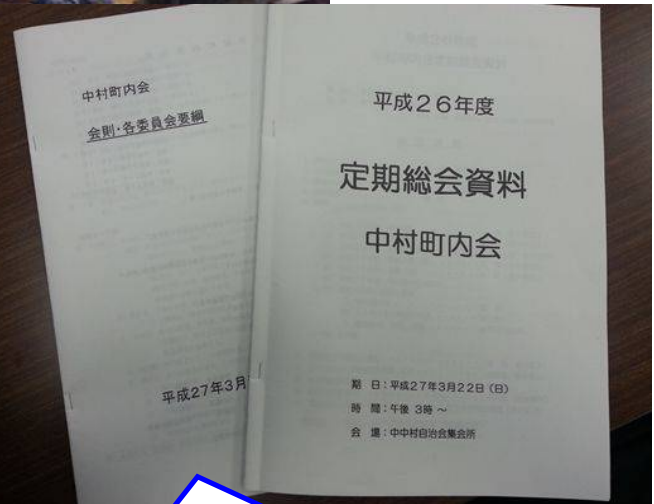 中村町内会
会則・各委員会要綱
平成27年3月
平成26年度
定期総会資料
中村町内会
期 日:平成27年3月22日(日)
時 間:午後 3時 ~
会 場:中中村自治会集会所